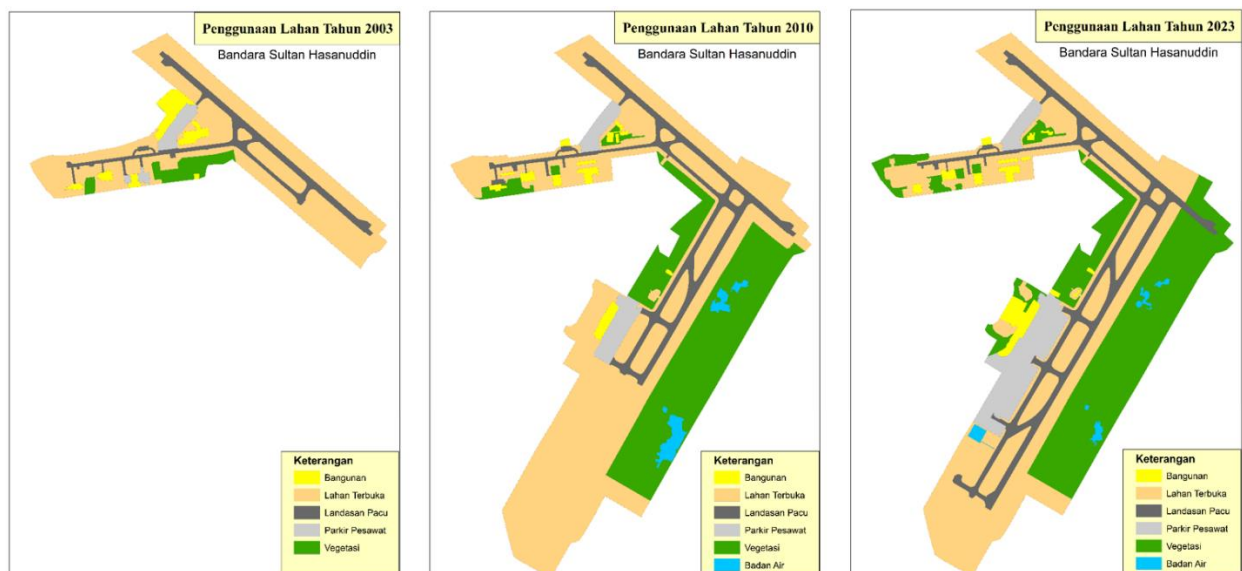 Penggunaan Lahan Tahun 2003
Bandara Sultan Hasanuddin
Keterangan
Bangunan
Lahan Terbuka
Landasan Pacu
Parkir Pesawat
Vegetasi
Penggunaan Lahan Tahun 2010
Bandara Sultan Hasanuddin
Keterangan
Bangunan
Lahan Terbuka
Landasan Pacu
Parkir Pesawat
Vegetasi
Badan Air
Penggunaan Lahan Tahun 2023
Bandara Sultan Hasanuddin
Keterangan
Bangunan
Lahan Terbuka
Landasan Pacu
Parkir Pesawat
Vegetasi
Badan Air